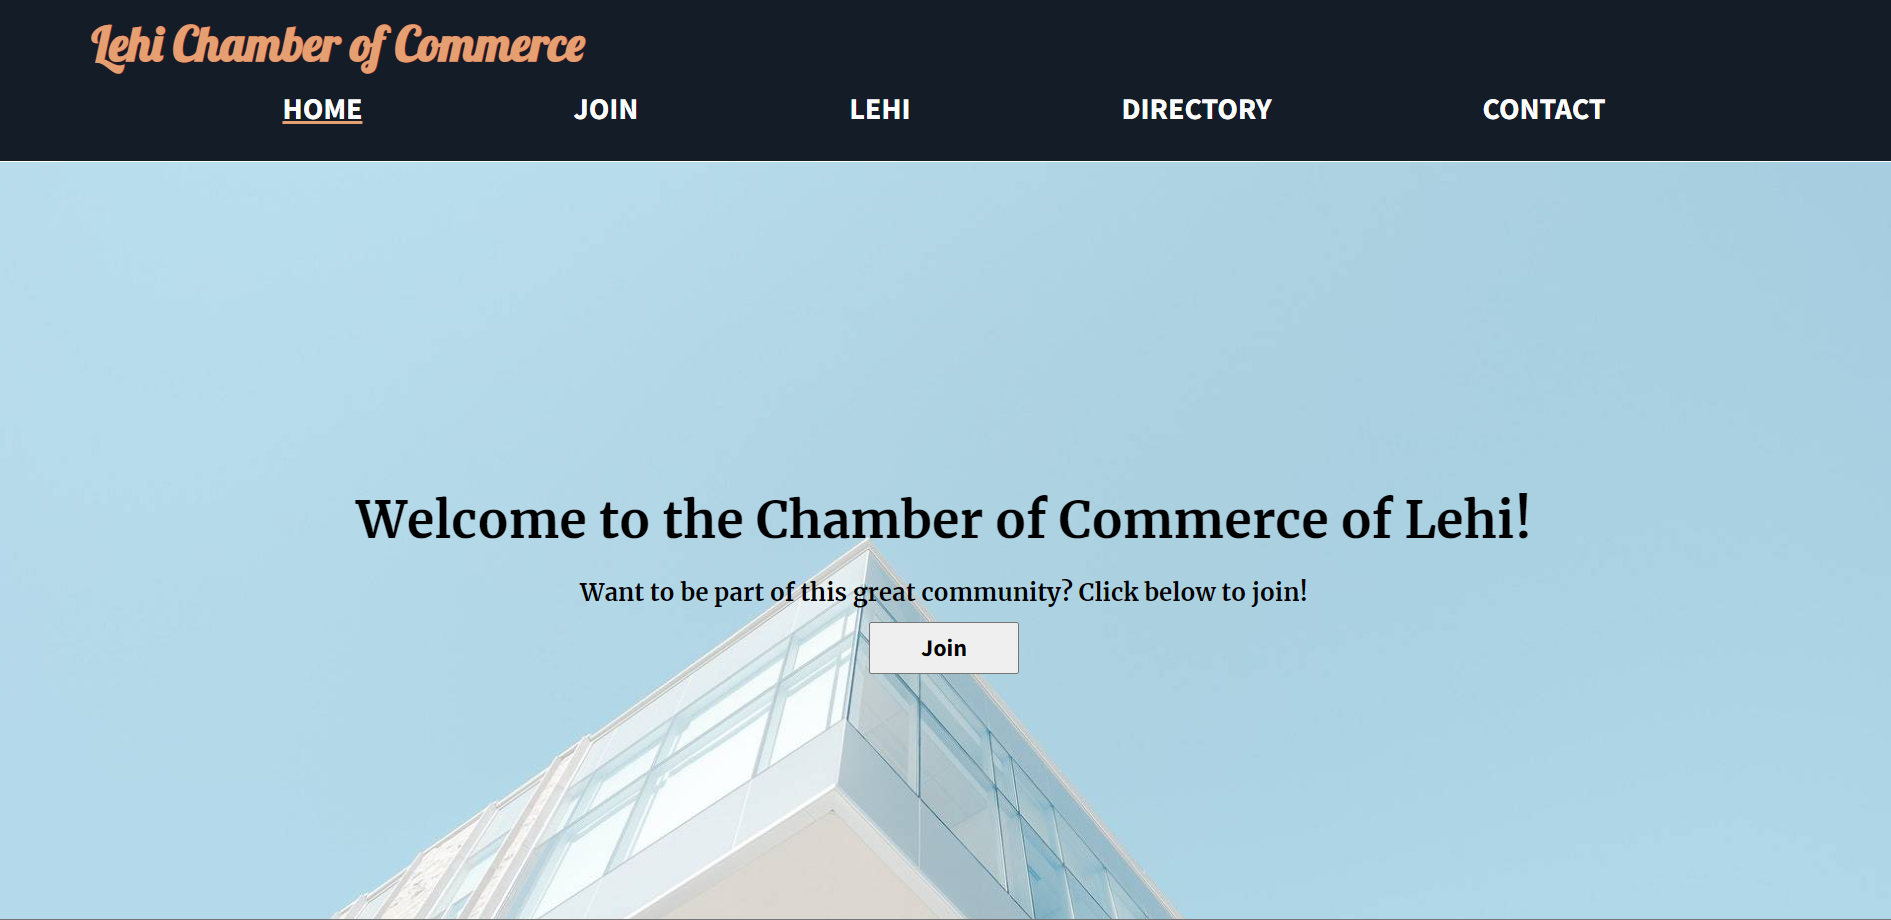 Lehi Chamber of Commerce
HOME JOIN LEHI DIRECTORY CONTACT
Welcome to the Chamber of Commerce of Lehi!
Want to be part of this great community? Click below to join!
Join